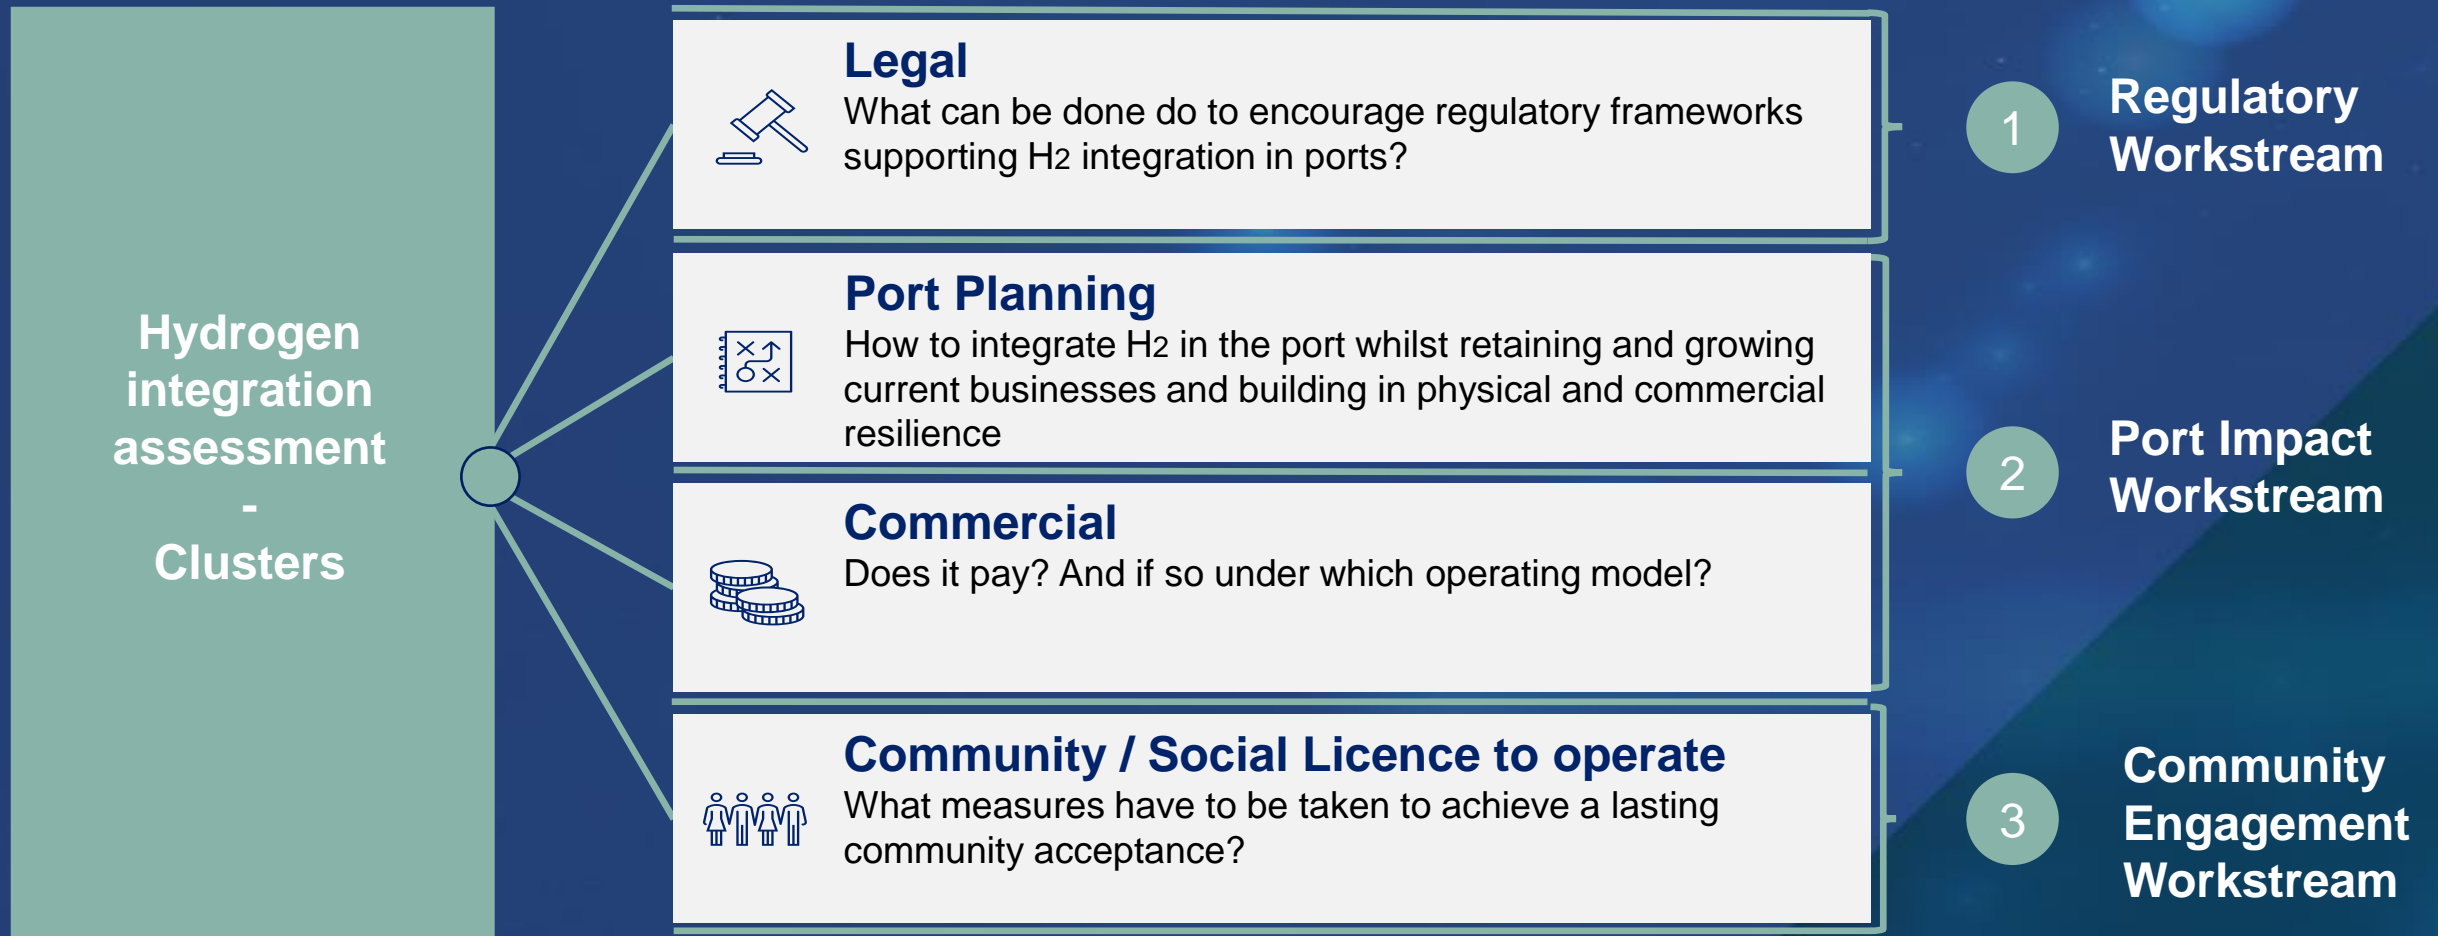 Hydrogen
integration
assessment
-
Clusters
Legal
What can be done do to encourage regulatory frameworks
supporting H2 integration in ports?
Port Planning
How to integrate H2 in the port whilst retaining and growing
current businesses and building in physical and commercial
resilience
Commercial
Does it pay? And if so under which operating model?
Community / Social Licence to operate
What measures have to be taken to achieve a lasting
community acceptance?
1
Regulatory
Workstream
2
Port Impact
Workstream
3
Community
Engagement
Workstream